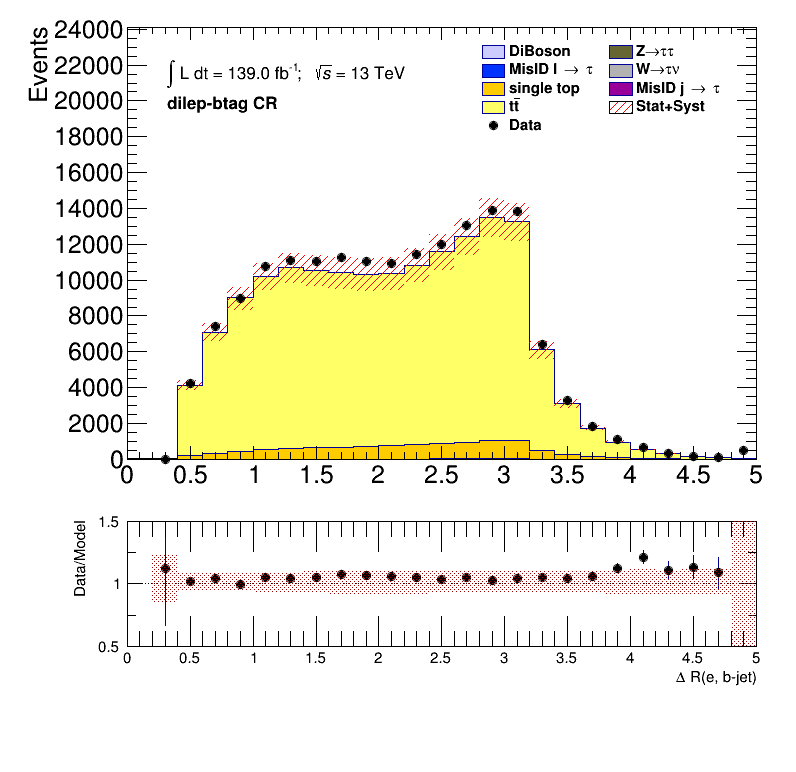 Events
24000
22000
20000
18000
16000
14000
12000
10000
8000
6000
4000
2000
0
∫ L dt = 139.0 fb⁻¹; √s = 13 TeV
dilep-btag CR
DiBoson
MisID l → τ
single top
tt̄
Data
Z→ττ
W→τν
MisID j → τ
Stat+Syst
0 0.5 1 1.5 2 2.5 3 3.5 4 4.5 5
Data/Model
1.5
1
0.5
0 0.5 1 1.5 2 2.5 3 3.5 4 4.5 5
Δ R(e, b-jet)